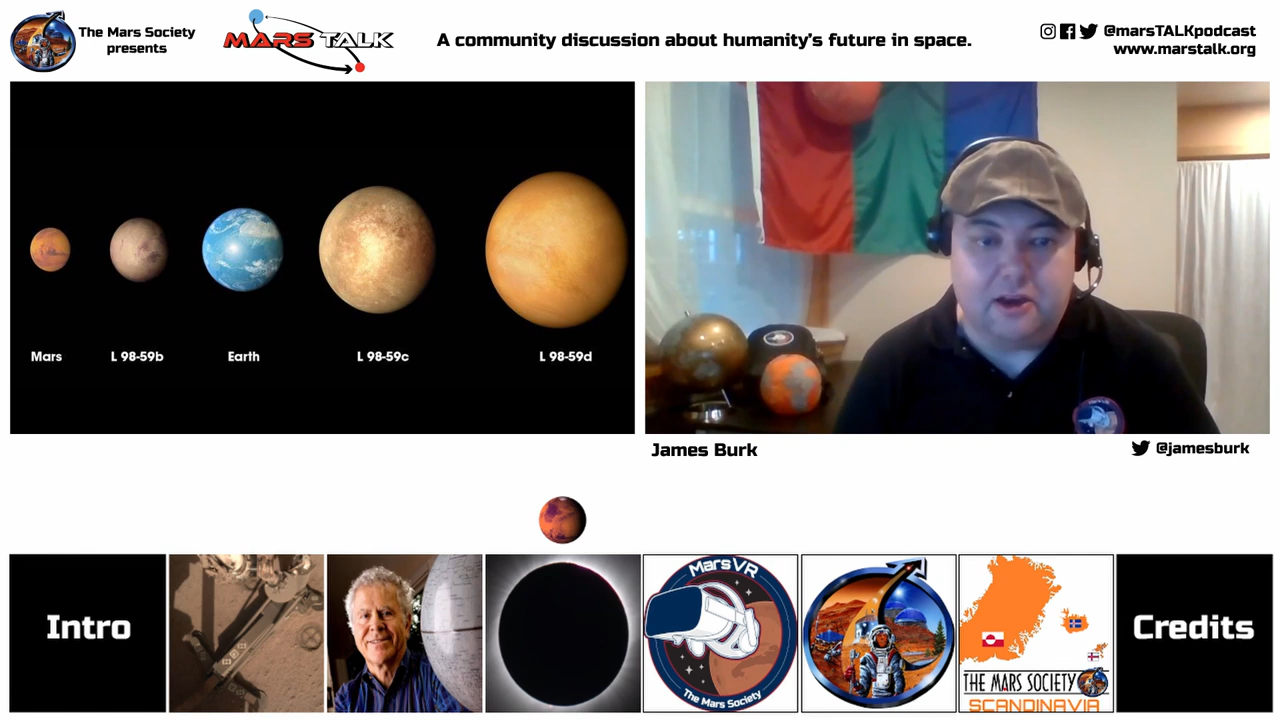 The Mars Society
presents
MARS TALK
A community discussion about humanity's future in space.
@marsTALKpodcast
www.marstalk.org
Mars
L 98-59b
Earth
L 98-59c
L 98-59d
James Burk
@jamesburk
Intro
MarsVR
The Mars Society
THE MARS SOCIETY
SCANDINAVIA
Credits